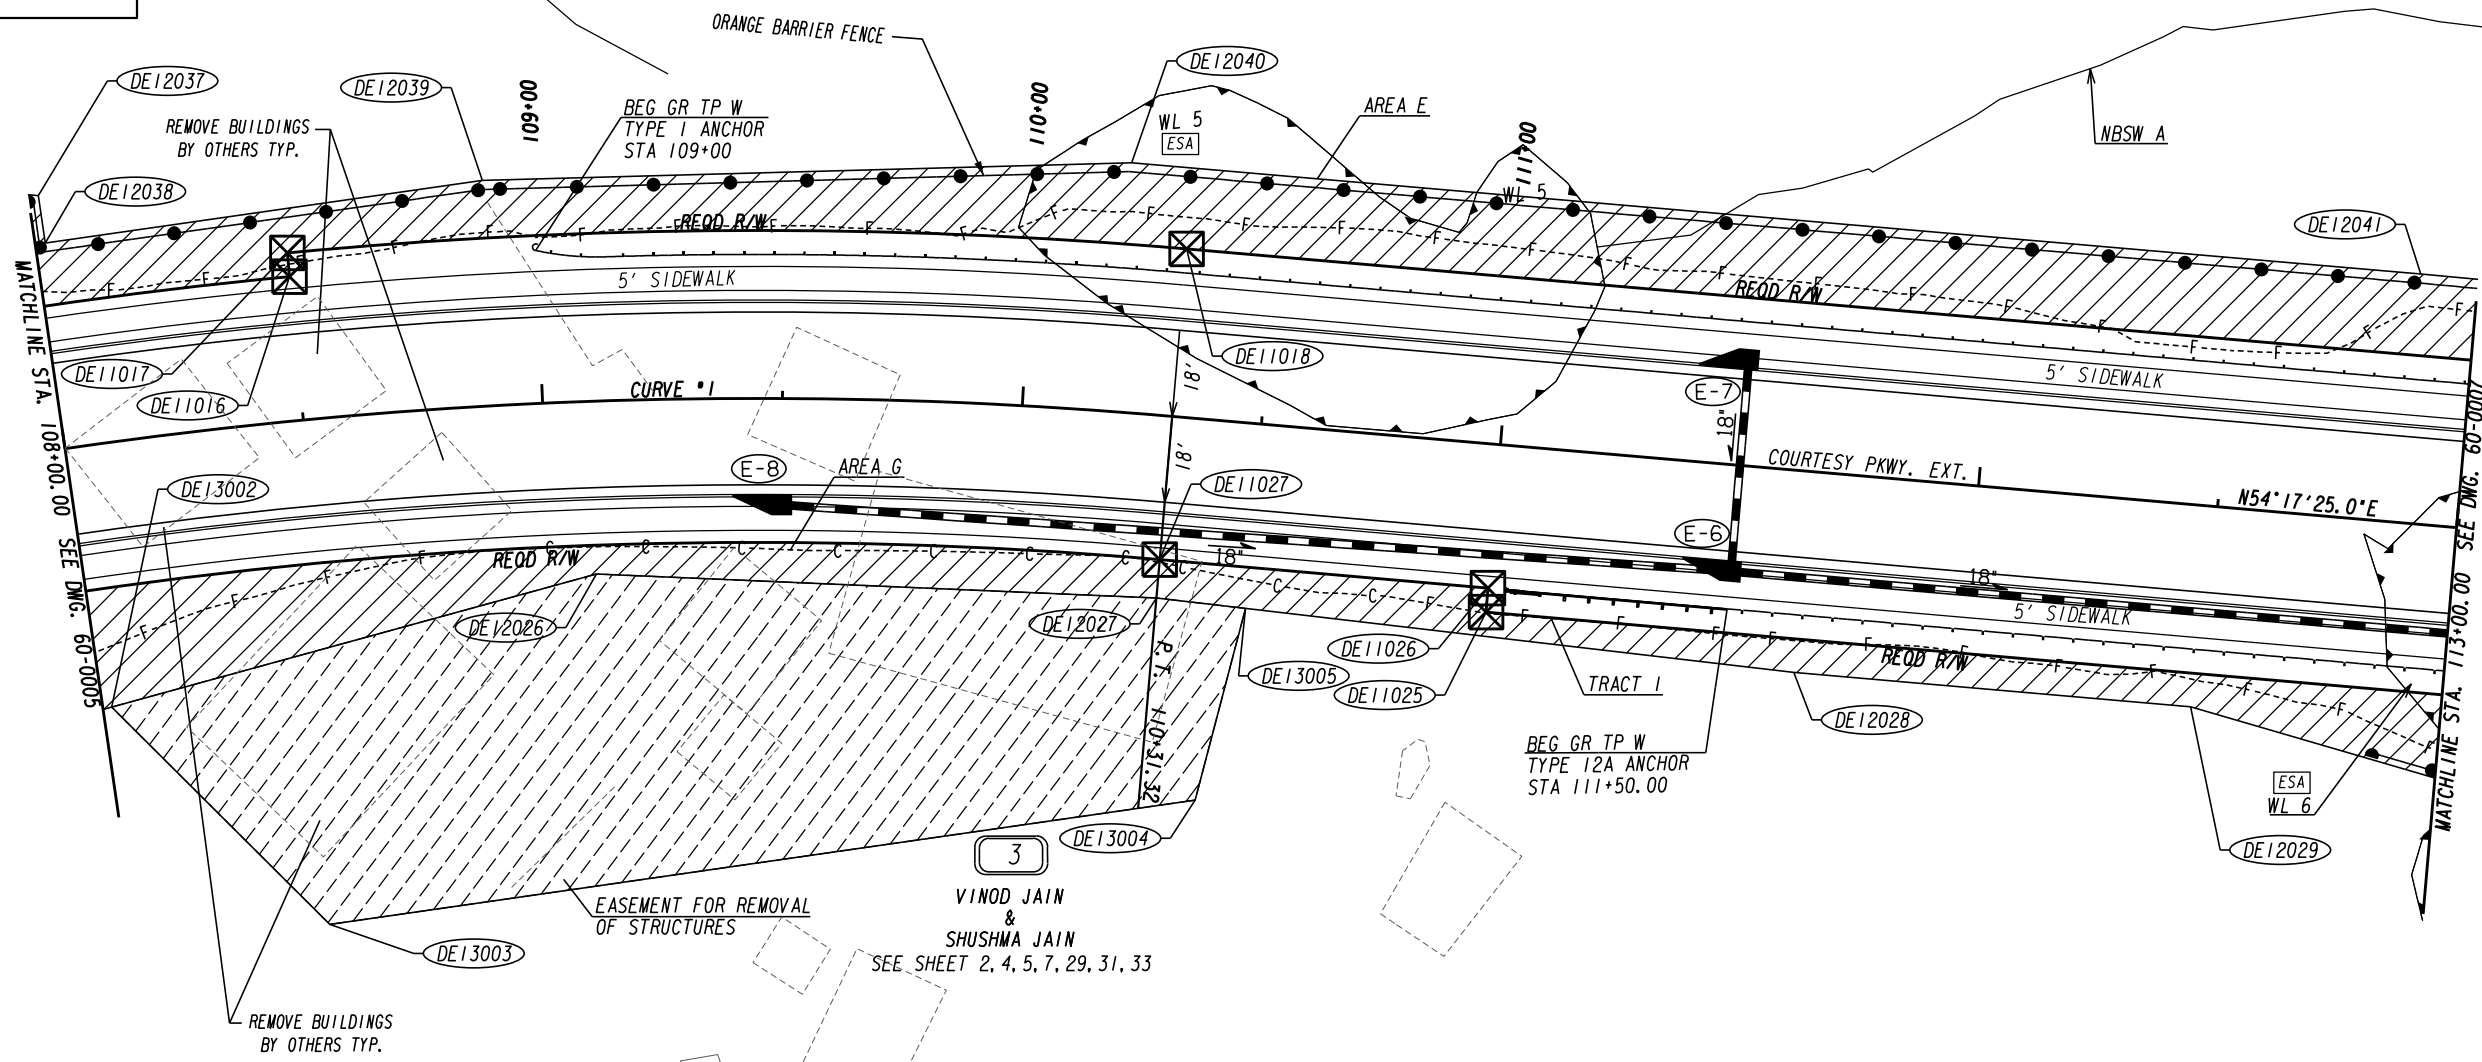 ORANGE BARRIER FENCE
DE12037
DE12039
109+00
110+00
DE12040
111+00
REMOVE BUILDINGS
BY OTHERS TYP.
BEG GR TP W
TYPE 1 ANCHOR
STA 109+00
WL 5
ESA
AREA E
NBSW A
DE12038
WL 5
DE12041
REQD R/W
5' SIDEWALK
REQD R/W
MATCHLINE STA. 108+00.00 SEE DWG. 60-0005
DE11017
DE11016
CURVE #1
DE11018
18'
18'
E-7
18"
5' SIDEWALK
COURTESY PKWY. EXT.
N54°17'25.0"E
DE13002
E-8
AREA G
DE11027
E-6
REQD R/W
18"
18"
5' SIDEWALK
DE12026
DE12027
P.T. 110+31.32
DE13005
DE11026
DE11025
REQD R/W
TRACT 1
DE12028
BEG GR TP W
TYPE 12A ANCHOR
STA 111+50.00
ESA
WL 6
DE12029
MATCHLINE STA. 113+00.00 SEE DWG. 60-0007
DE13004
3
VINOD JAIN
&
SHUSHMA JAIN
SEE SHEET 2, 4, 5, 7, 29, 31, 33
EASEMENT FOR REMOVAL
OF STRUCTURES
DE13003
REMOVE BUILDINGS
BY OTHERS TYP.